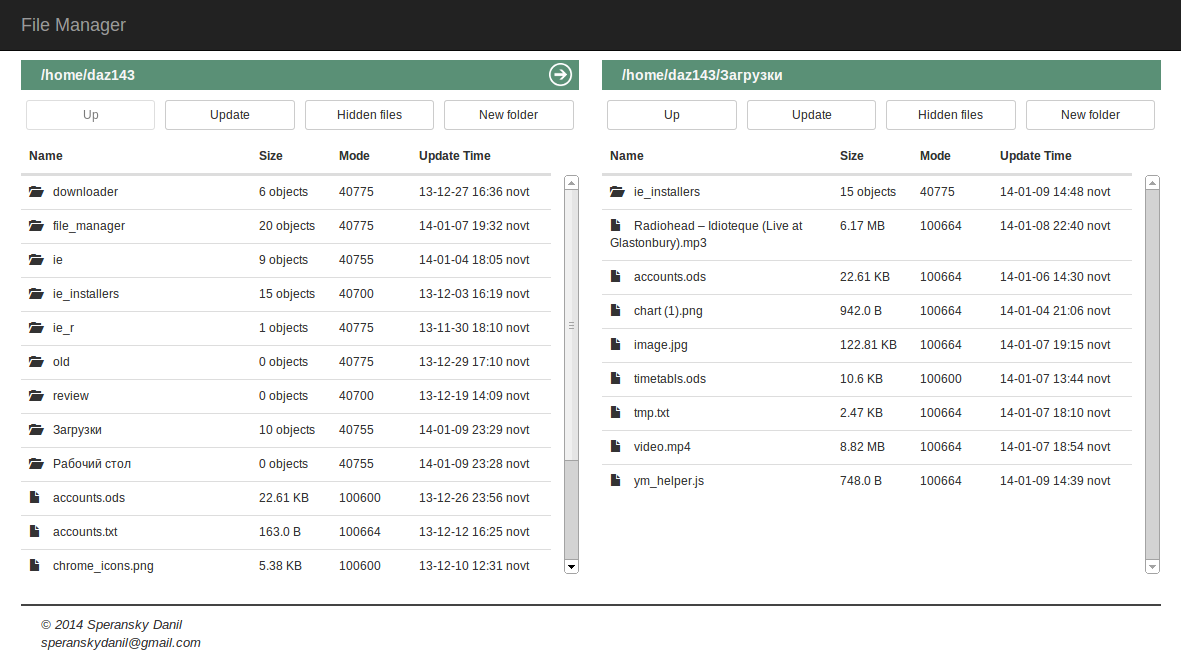 File Manager
/home/daz143
Up Update Hidden files New folder
Name Size Mode Update Time
downloader 6 objects 40775 13-12-27 16:36 novt
file_manager 20 objects 40775 14-01-07 19:32 novt
ie 9 objects 40755 14-01-04 18:05 novt
ie_installers 15 objects 40700 13-12-03 16:19 novt
ie_r 1 objects 40775 13-11-30 18:10 novt
old 0 objects 40775 13-12-29 17:10 novt
review 0 objects 40700 13-12-19 14:09 novt
Загрузки 10 objects 40755 14-01-09 23:29 novt
Рабочий стол 0 objects 40755 14-01-09 23:28 novt
accounts.ods 22.61 KB 100600 13-12-26 23:56 novt
accounts.txt 163.0 B 100664 13-12-12 16:25 novt
chrome_icons.png 5.38 KB 100600 13-12-10 12:31 novt
/home/daz143/Загрузки
Up Update Hidden files New folder
Name Size Mode Update Time
ie_installers 15 objects 40775 14-01-09 14:48 novt
Radiohead – Idioteque (Live at 6.17 MB 100664 14-01-08 22:40 novt
Glastonbury).mp3
accounts.ods 22.61 KB 100664 14-01-06 14:30 novt
chart (1).png 942.0 B 100664 14-01-04 21:06 novt
image.jpg 122.81 KB 100664 14-01-07 19:15 novt
timetabls.ods 10.6 KB 100600 14-01-07 13:44 novt
tmp.txt 2.47 KB 100664 14-01-07 18:10 novt
video.mp4 8.82 MB 100664 14-01-07 18:54 novt
ym_helper.js 748.0 B 100664 14-01-09 14:39 novt
© 2014 Speransky Danil
speranskydanil@gmail.com